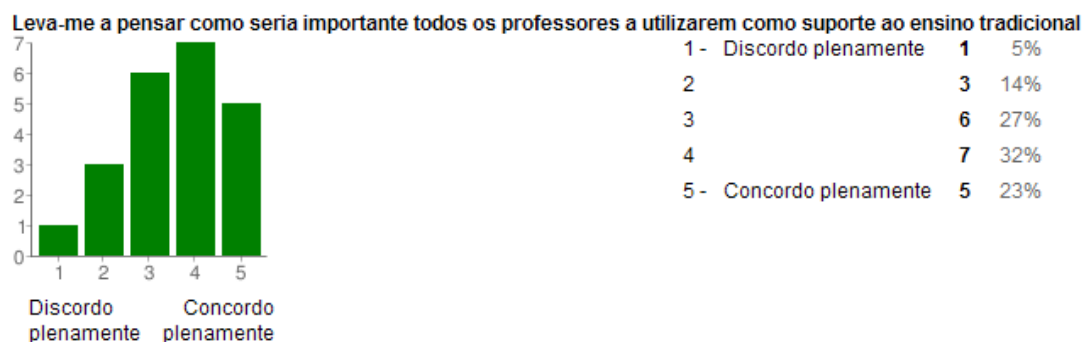 Leva-me a pensar como seria importante todos os professores a utilizarem como suporte ao ensino tradicional
7
6
5
4
3
2
1
0
1 2 3 4 5
Discordo plenamente
Concordo plenamente
1 - Discordo plenamente 1 5%
2 3 14%
3 6 27%
4 7 32%
5 - Concordo plenamente 5 23%